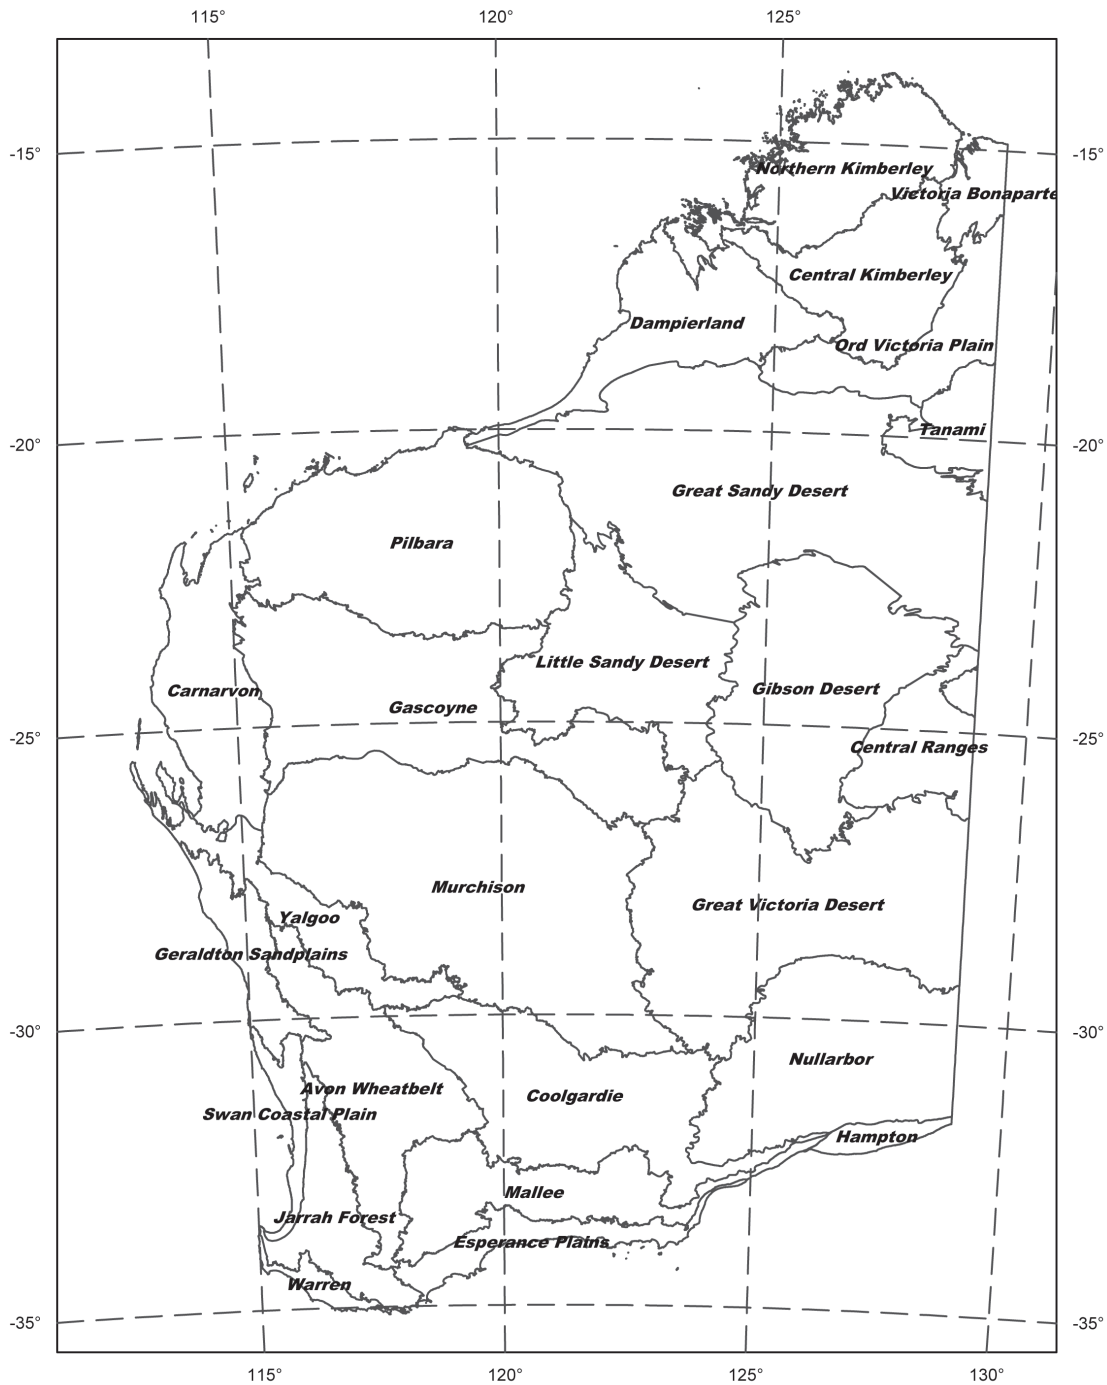 115° 120° 125°
-15° -15°
Northern Kimberley
Victoria Bonaparte
Central Kimberley
Dampierland
Ord Victoria Plain
Tanami
-20° -20°
Great Sandy Desert
Pilbara
Little Sandy Desert
Gibson Desert
Carnarvon
Gascoyne
-25° -25°
Central Ranges
Murchison
Great Victoria Desert
Yalgoo
Geraldton Sandplains
-30° -30°
Nullarbor
Avon Wheatbelt
Coolgardie
Swan Coastal Plain
Hampton
Mallee
Jarrah Forest
Esperance Plains
Warren
-35° -35°
115° 120° 125° 130°